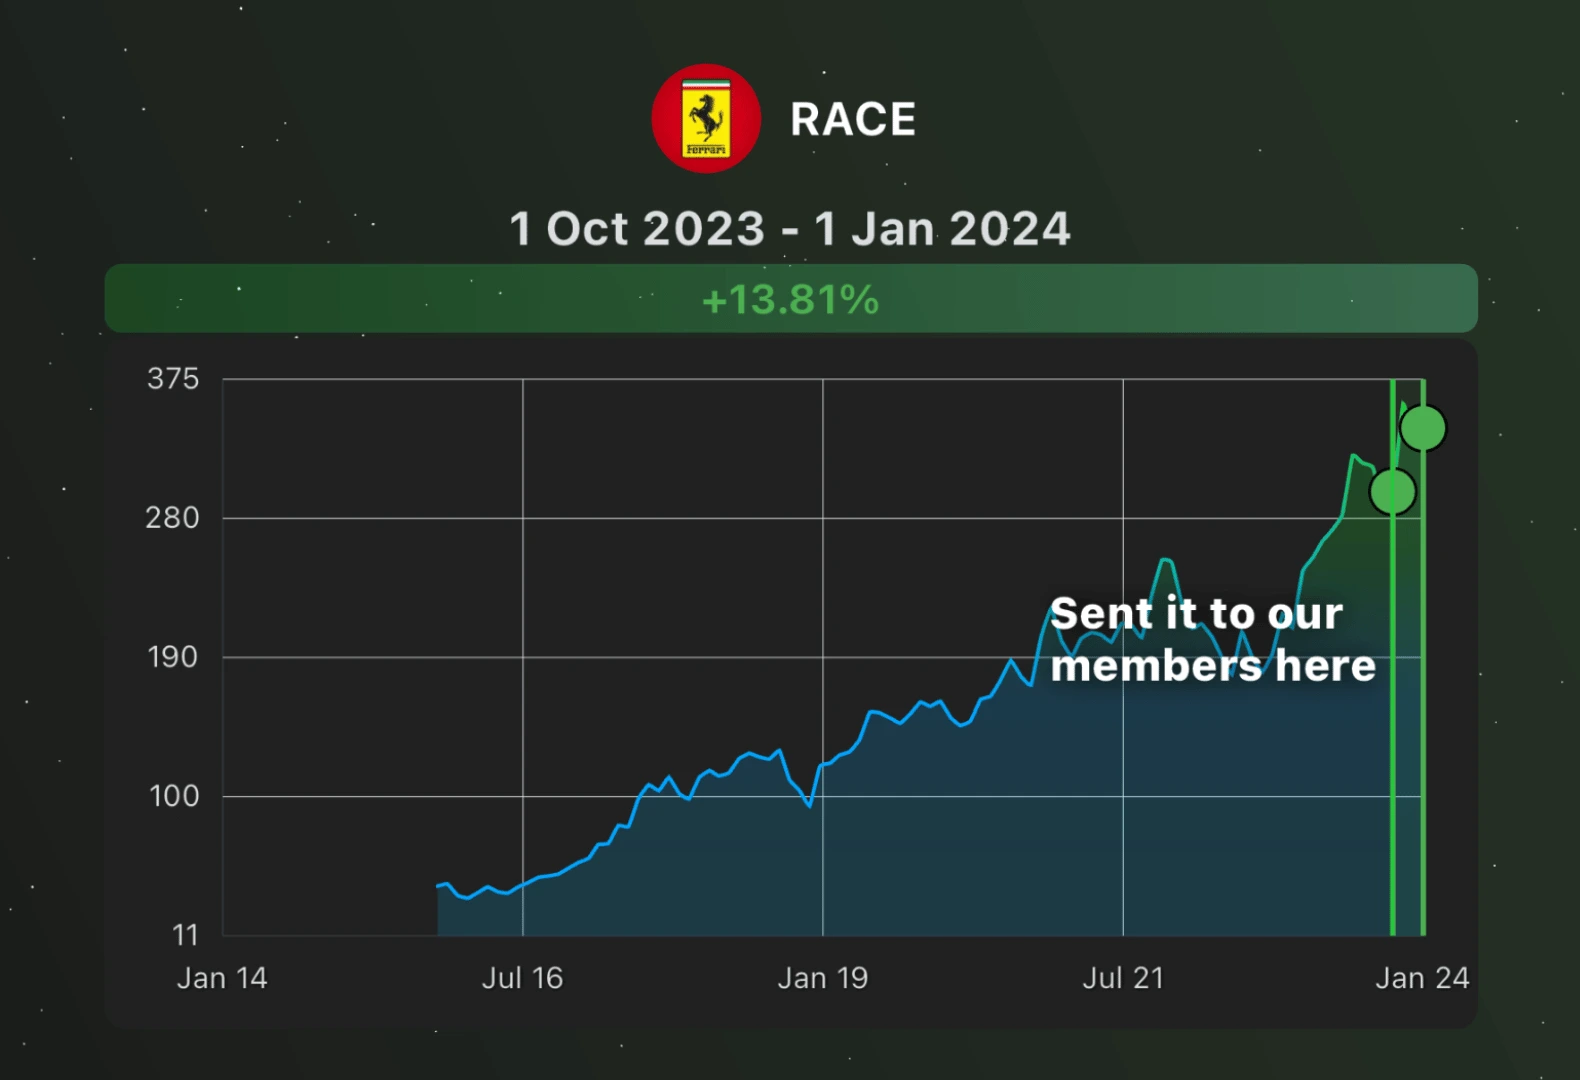 Ferrari
RACE
1 Oct 2023 - 1 Jan 2024
+13.81%
375
280
190
100
11
Sent it to our
members here
Jan 14
Jul 16
Jan 19
Jul 21
Jan 24